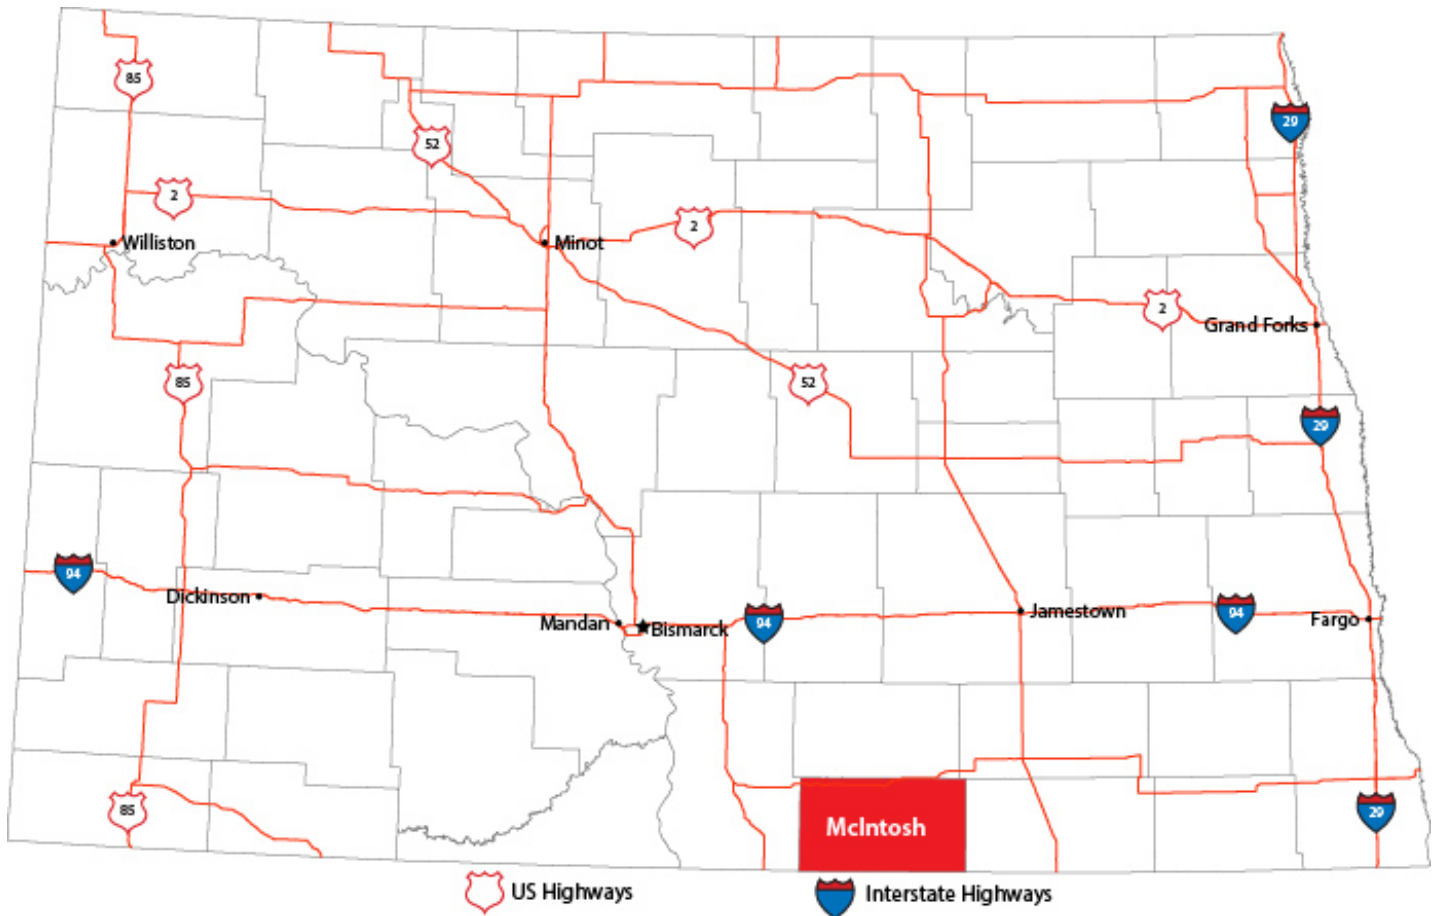 85
29
52
2
2
Williston
Minot
2
Grand Forks
85
52
29
94
Dickinson
Mandan
Bismarck
94
Jamestown
94
Fargo
85
McIntosh
29
US Highways
Interstate Highways